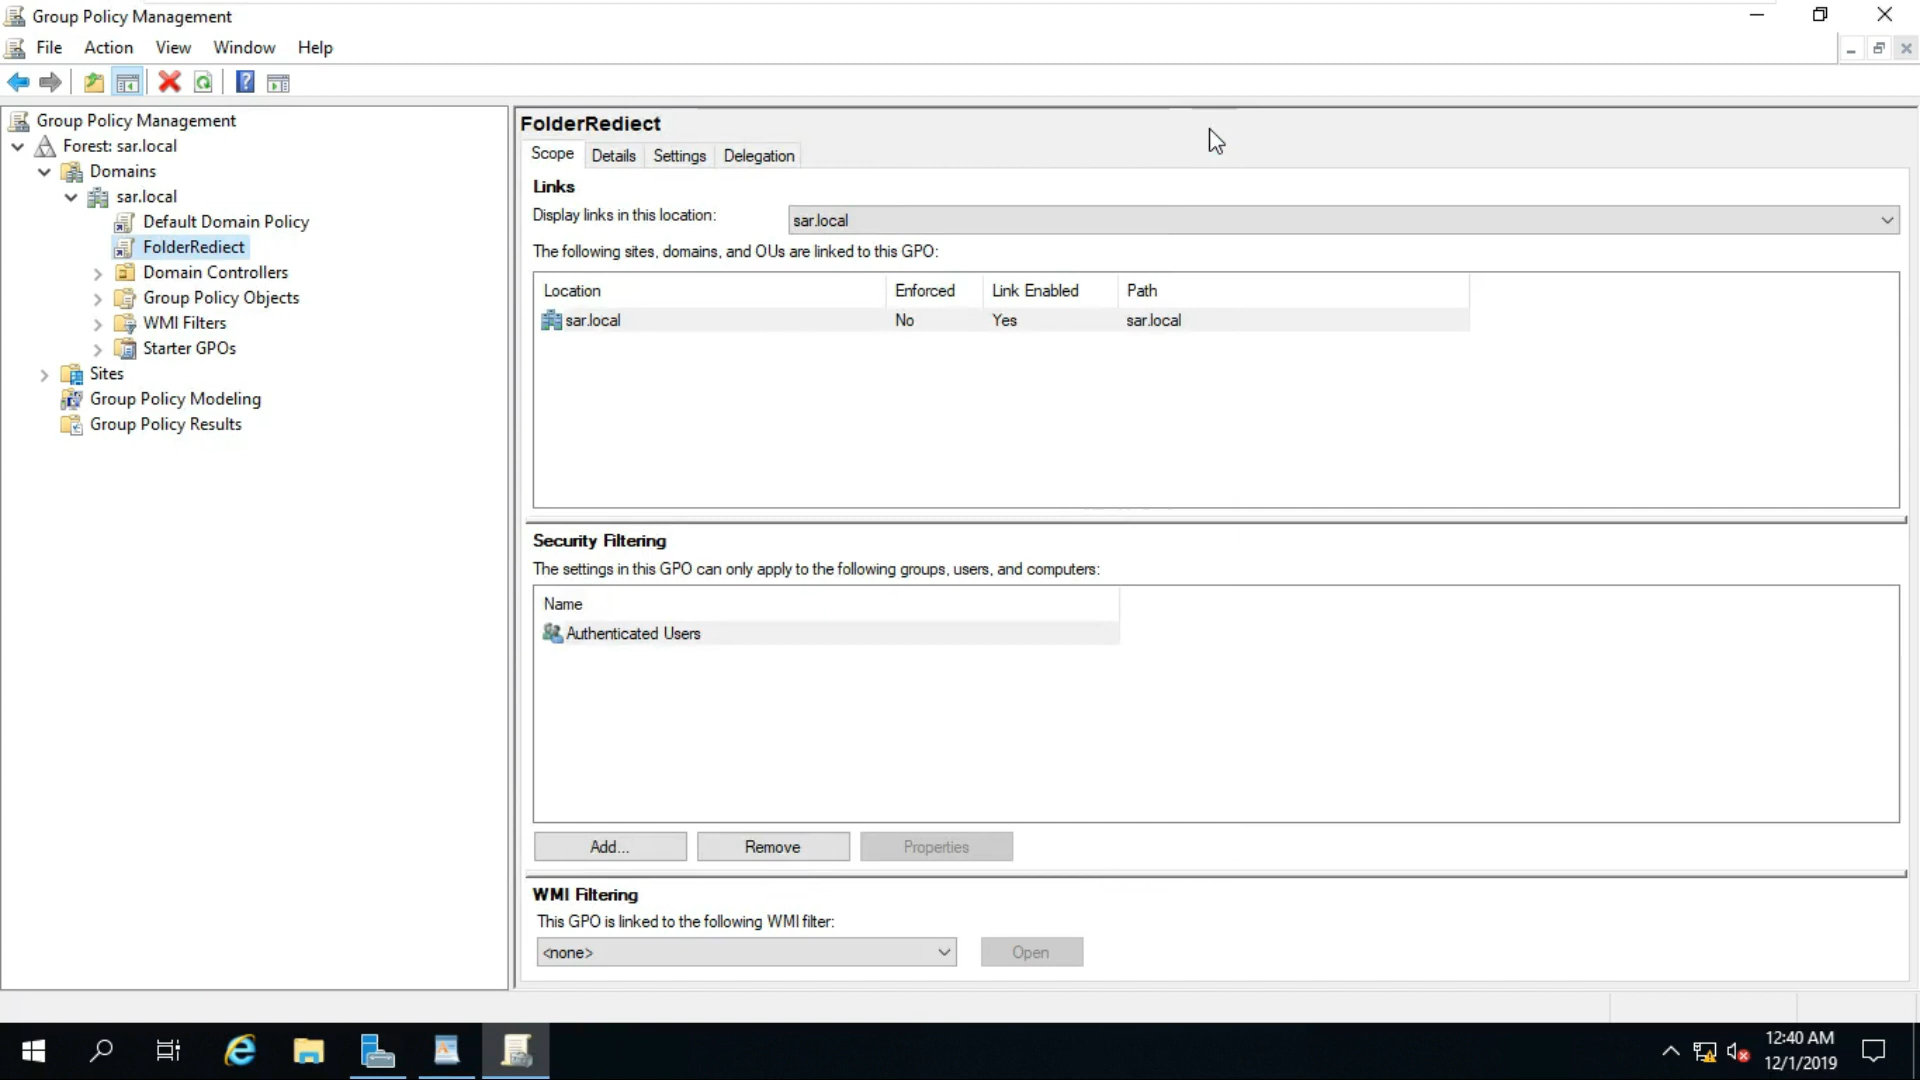 Group Policy Management
File Action View Window Help
Group Policy Management
Forest: sar.local
Domains
sar.local
Default Domain Policy
FolderRediect
Domain Controllers
Group Policy Objects
WMI Filters
Starter GPOs
Sites
Group Policy Modeling
Group Policy Results
FolderRediect
Scope Details Settings Delegation
Links
Display links in this location: sar.local
The following sites, domains, and OUs are linked to this GPO:
Location Enforced Link Enabled Path
sar.local No Yes sar.local
Security Filtering
The settings in this GPO can only apply to the following groups, users, and computers:
Name
Authenticated Users
Add... Remove Properties
WMI Filtering
This GPO is linked to the following WMI filter:
<none> Open
12:40 AM
12/1/2019